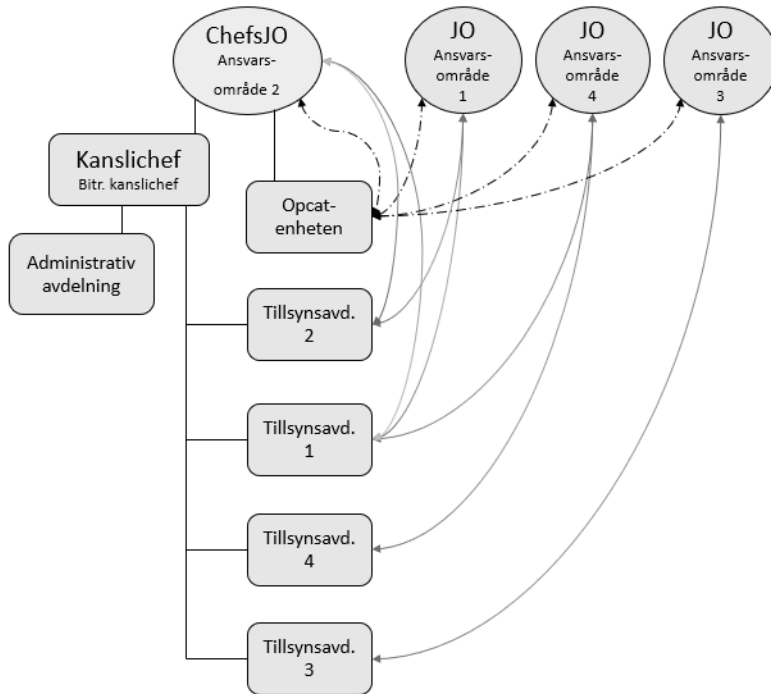 ChefsJO
Ansvars-
område 2
JO
Ansvars-
område
1
JO
Ansvars-
område
4
JO
Ansvars-
område
3
Kanslichef
Bitr. kanslichef
Opcat-
enheten
Administrativ
avdelning
Tillsynsavd.
2
Tillsynsavd.
1
Tillsynsavd.
4
Tillsynsavd.
3